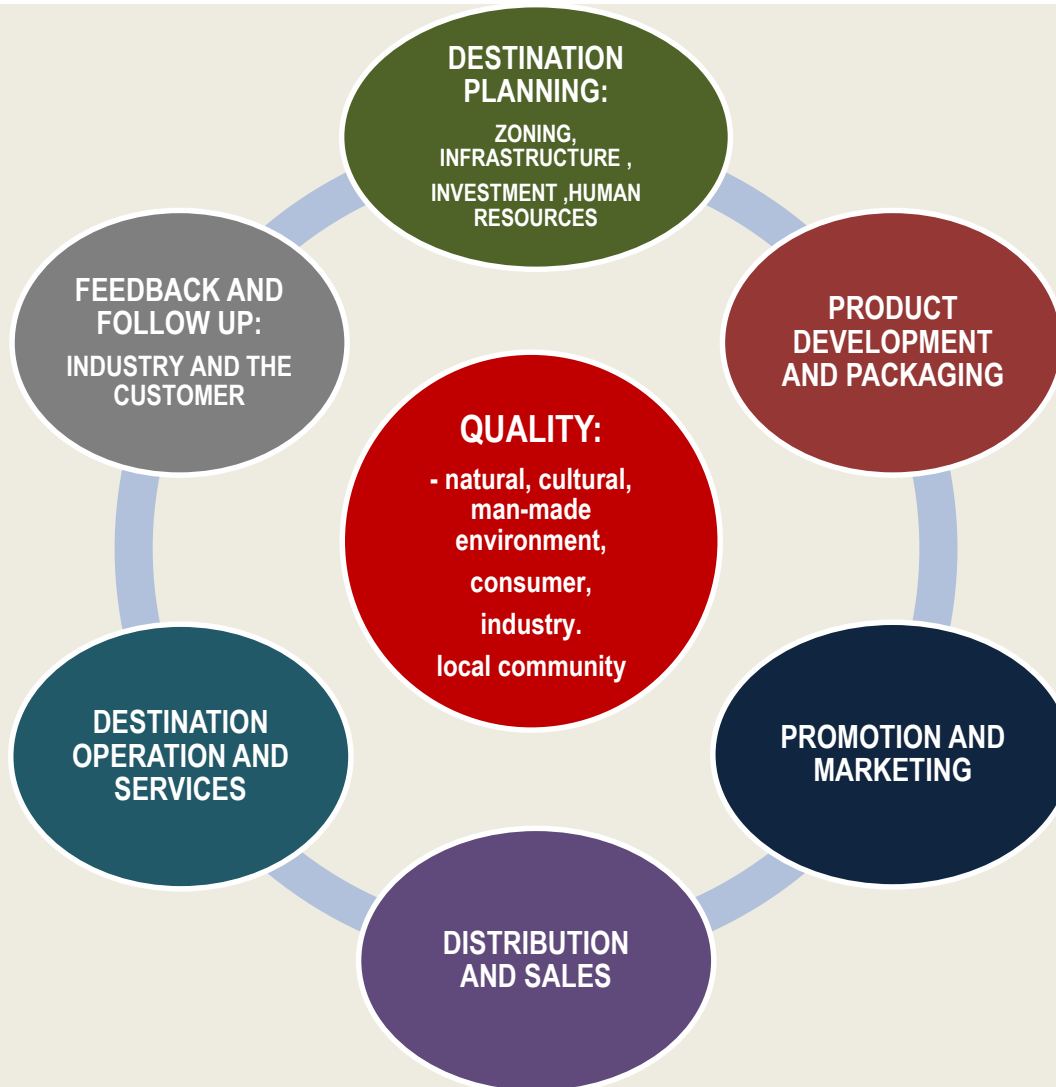 DESTINATION
PLANNING:
ZONING,
INFRASTRUCTURE ,
INVESTMENT ,HUMAN
RESOURCES
PRODUCT
DEVELOPMENT
AND PACKAGING
PROMOTION AND
MARKETING
DISTRIBUTION
AND SALES
DESTINATION
OPERATION AND
SERVICES
FEEDBACK AND
FOLLOW UP:
INDUSTRY AND THE
CUSTOMER
QUALITY:
- natural, cultural,
man-made
environment,
consumer,
industry.
local community